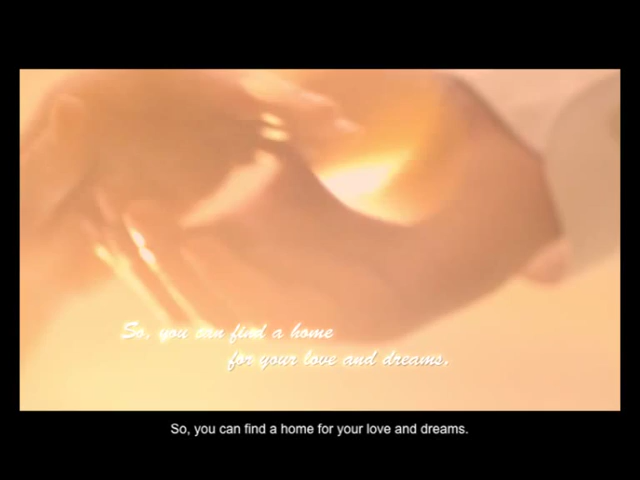 So, you can find a home
for your love and dreams.
So, you can find a home for your love and dreams.